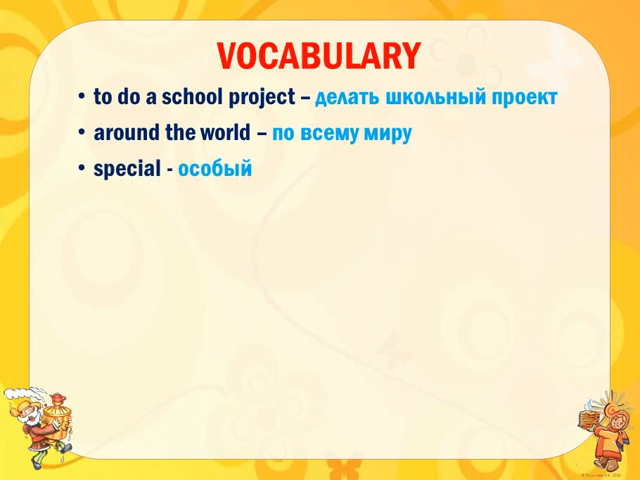 VOCABULARY
• to do a school project – делать школьный проект
• around the world – по всему миру
• special - особый